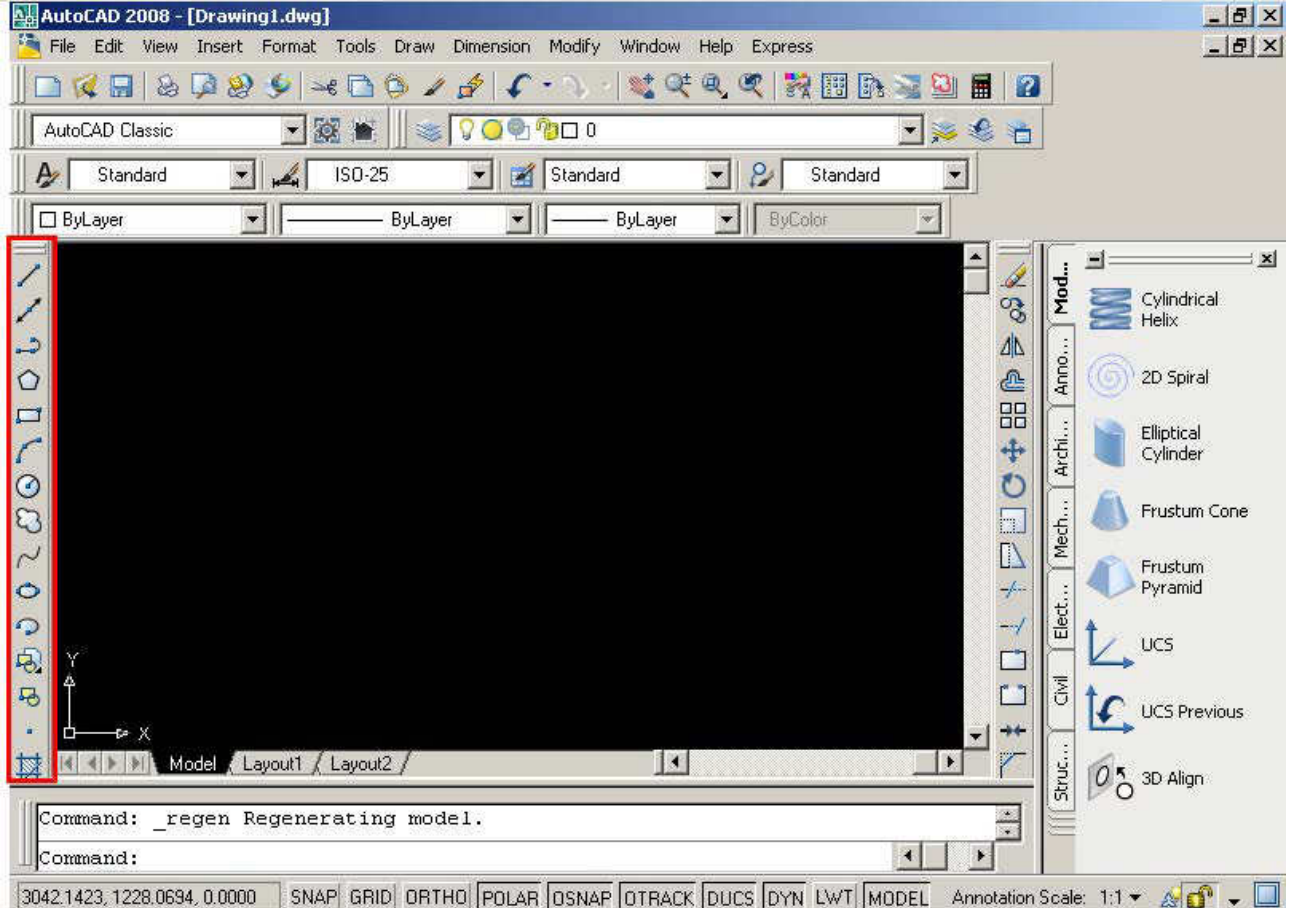 AutoCAD 2008 - [Drawing1.dwg]
File Edit View Insert Format Tools Draw Dimension Modify Window Help Express
AutoCAD Classic 0
Standard ISO-25 Standard Standard
ByLayer ByLayer ByLayer ByColor
Mod...
Anno...
Archi...
Mech...
Elect...
Civil
Struc...
Cylindrical
Helix
2D Spiral
Elliptical
Cylinder
Frustum Cone
Frustum
Pyramid
UCS
UCS Previous
3D Align
Y
X
Model Layout1 Layout2
Command: _regen Regenerating model.
Command:
3042.1423, 1228.0694, 0.0000 SNAP GRID ORTHO POLAR OSNAP OTRACK DUCS DYN LWT MODEL Annotation Scale: 1:1